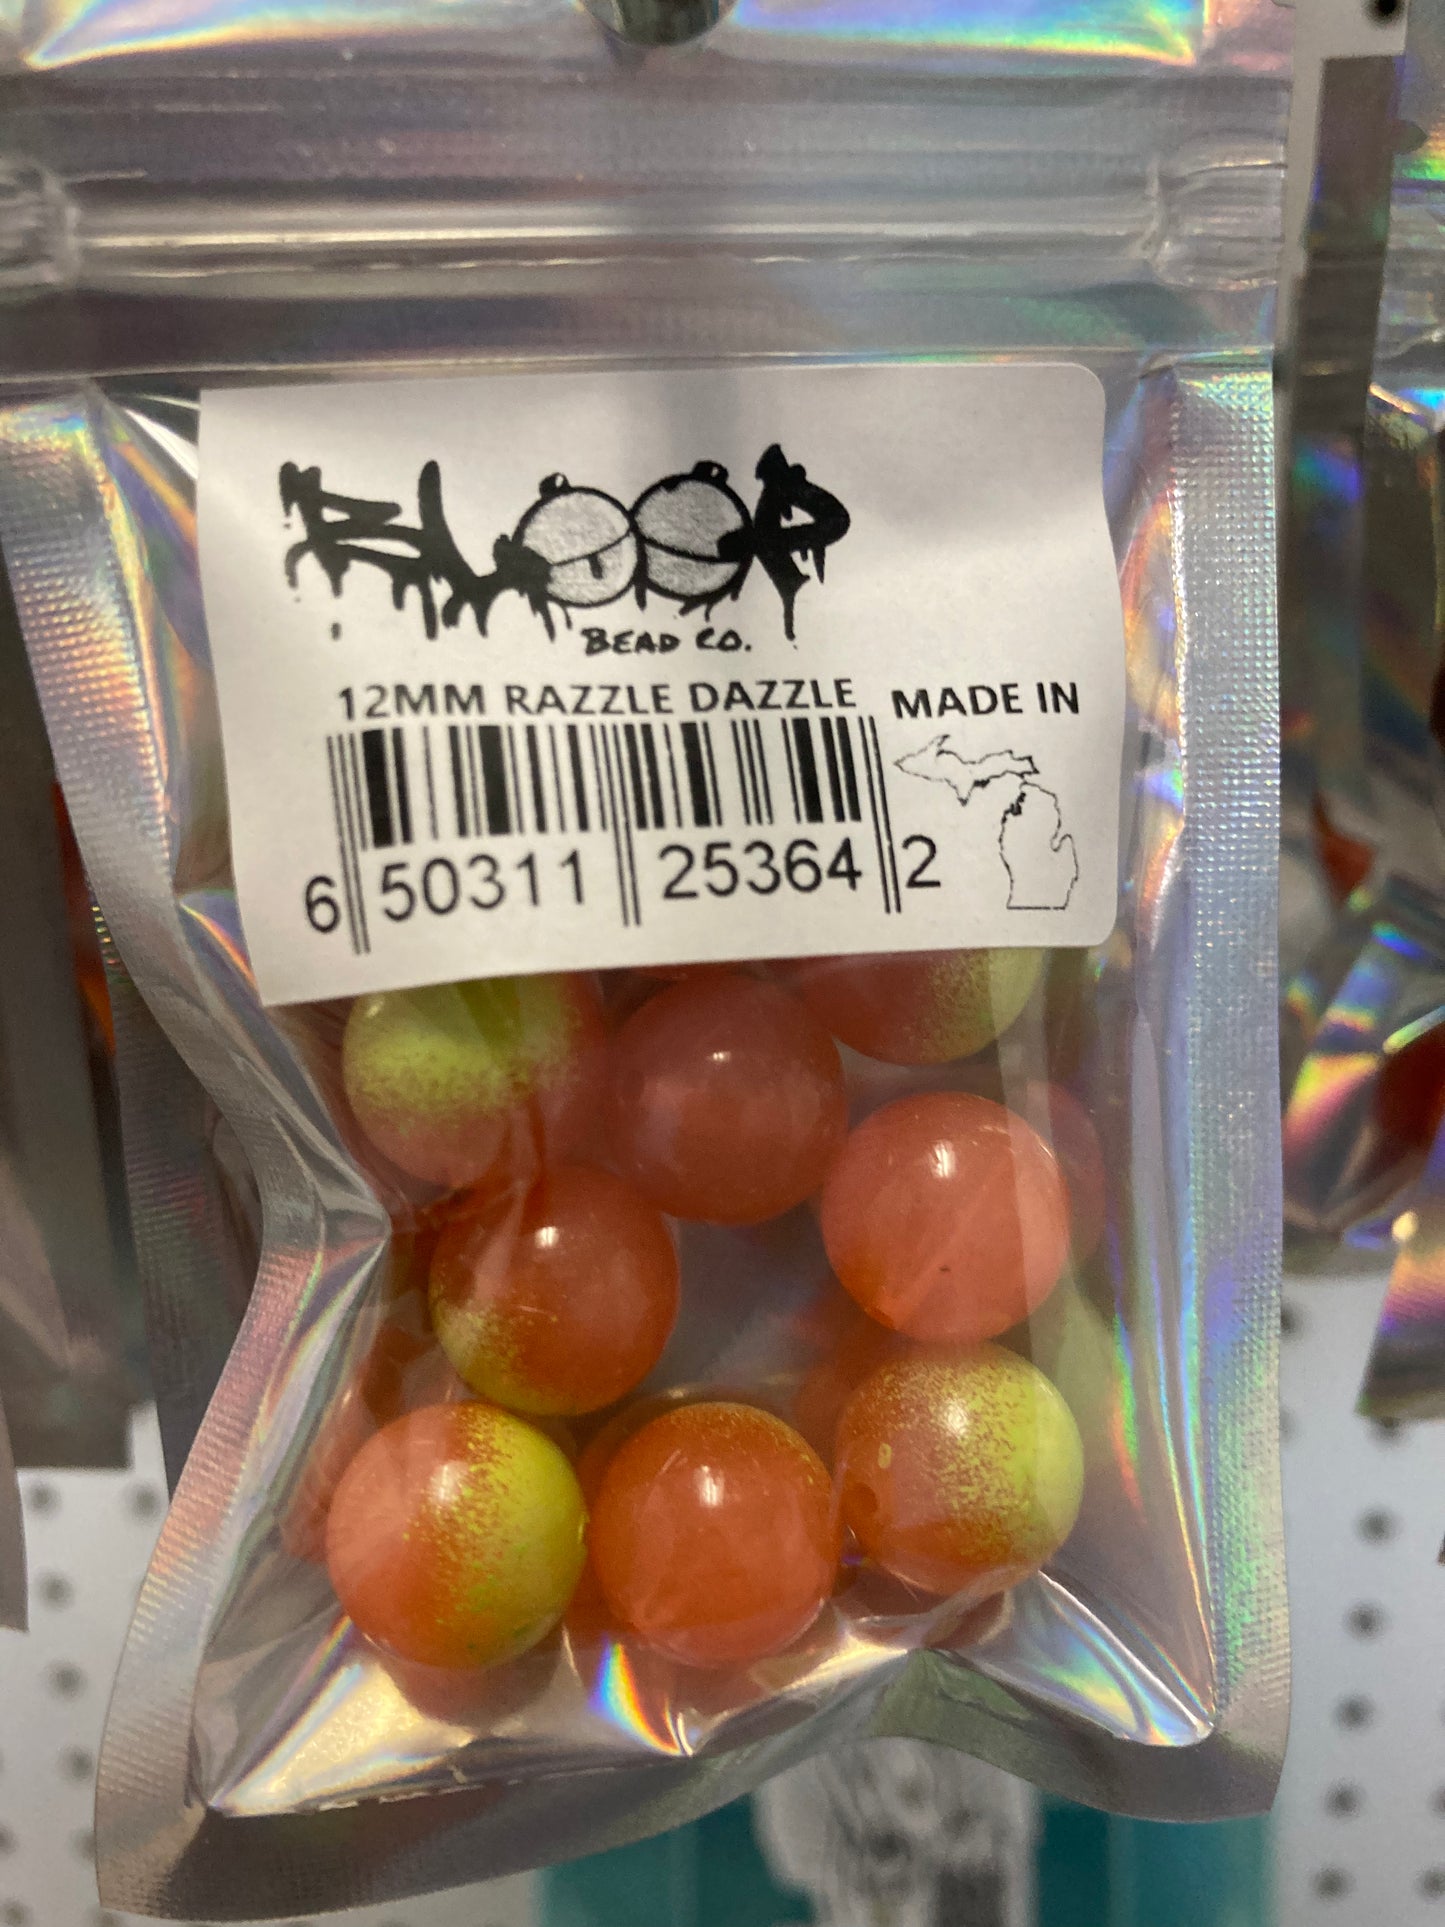 BLOOP
BEAD CO.
12MM RAZZLE DAZZLE MADE IN
6 50311 25364 2